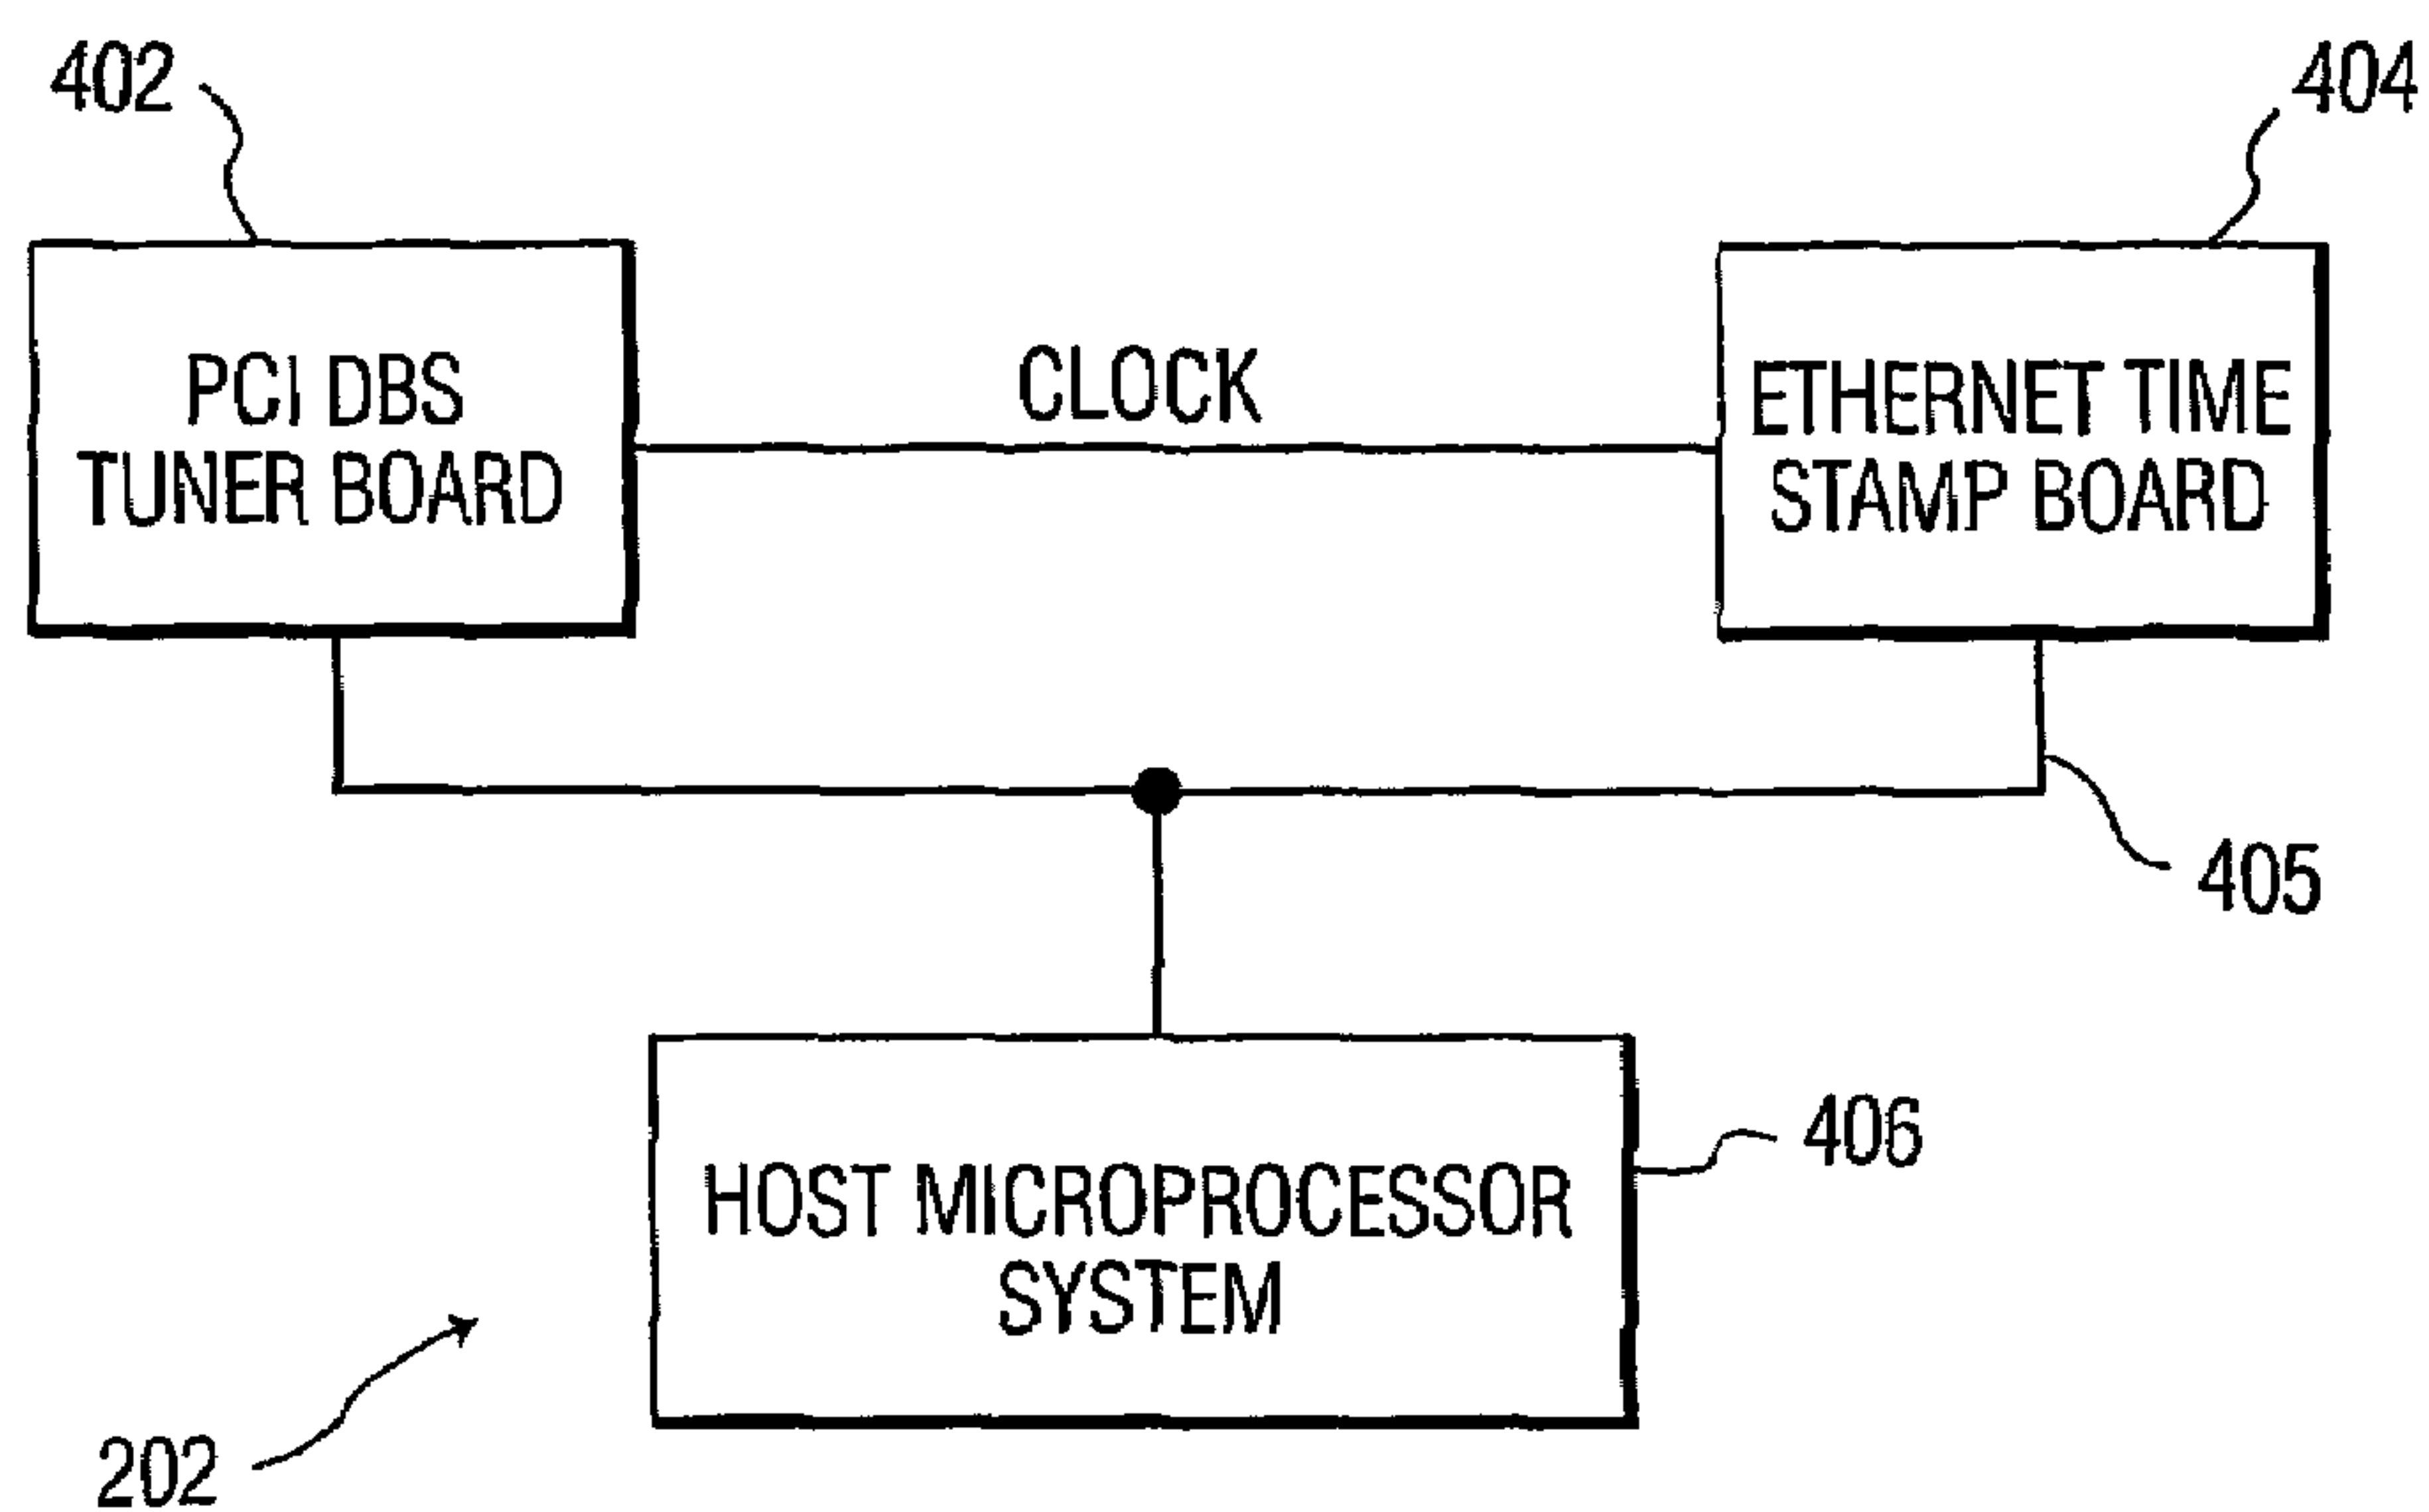 402
404
PCI DBS
TUNER BOARD
CLOCK
ETHERNET TIME
STAMP BOARD
405
406
HOST MICROPROCESSOR
SYSTEM
202